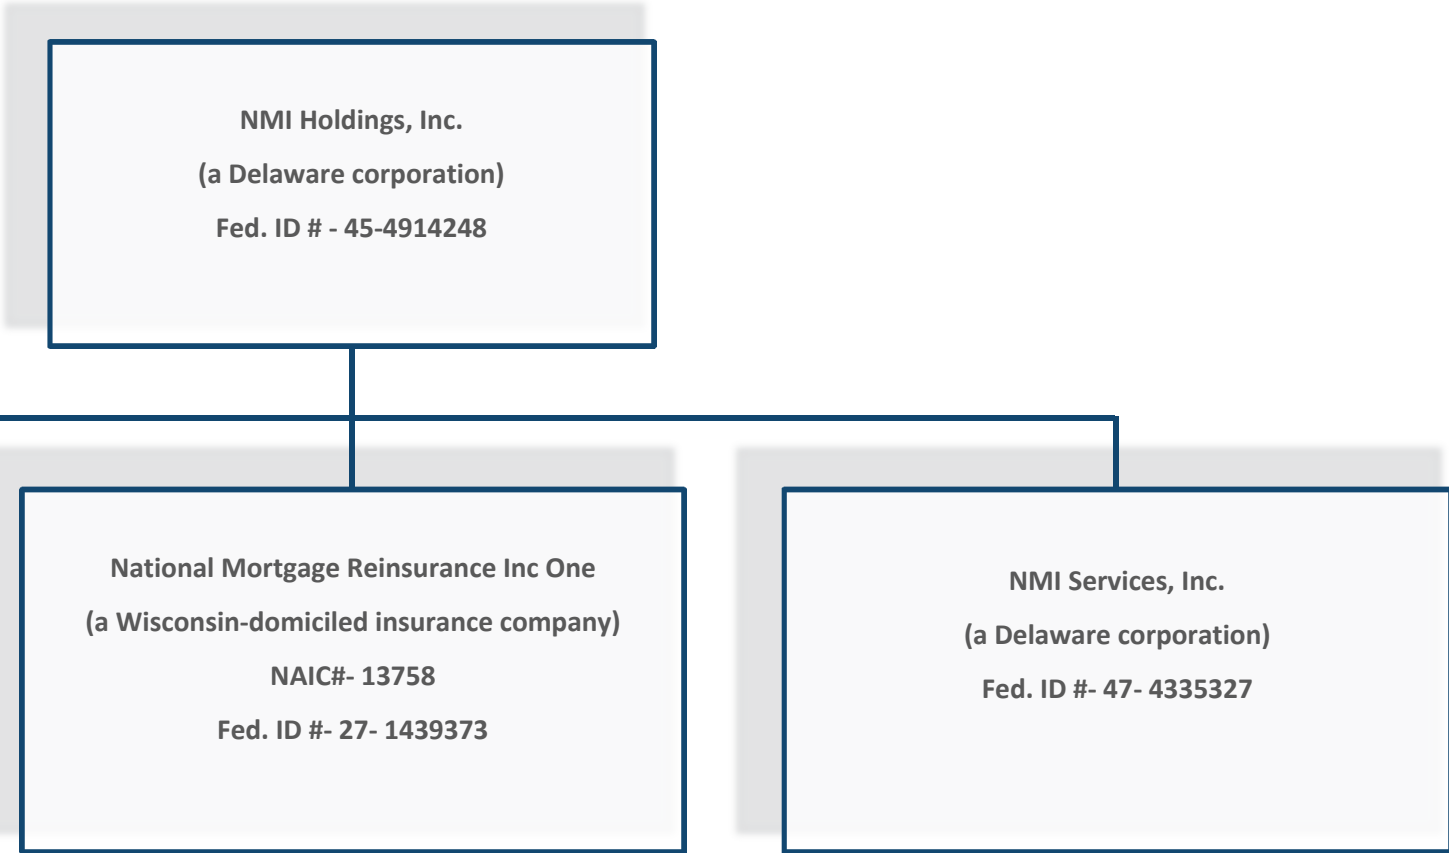 NMI Holdings, Inc.
(a Delaware corporation)
Fed. ID # - 45-4914248
National Mortgage Reinsurance Inc One
(a Wisconsin-domiciled insurance company)
NAIC#- 13758
Fed. ID #- 27- 1439373
NMI Services, Inc.
(a Delaware corporation)
Fed. ID #- 47- 4335327